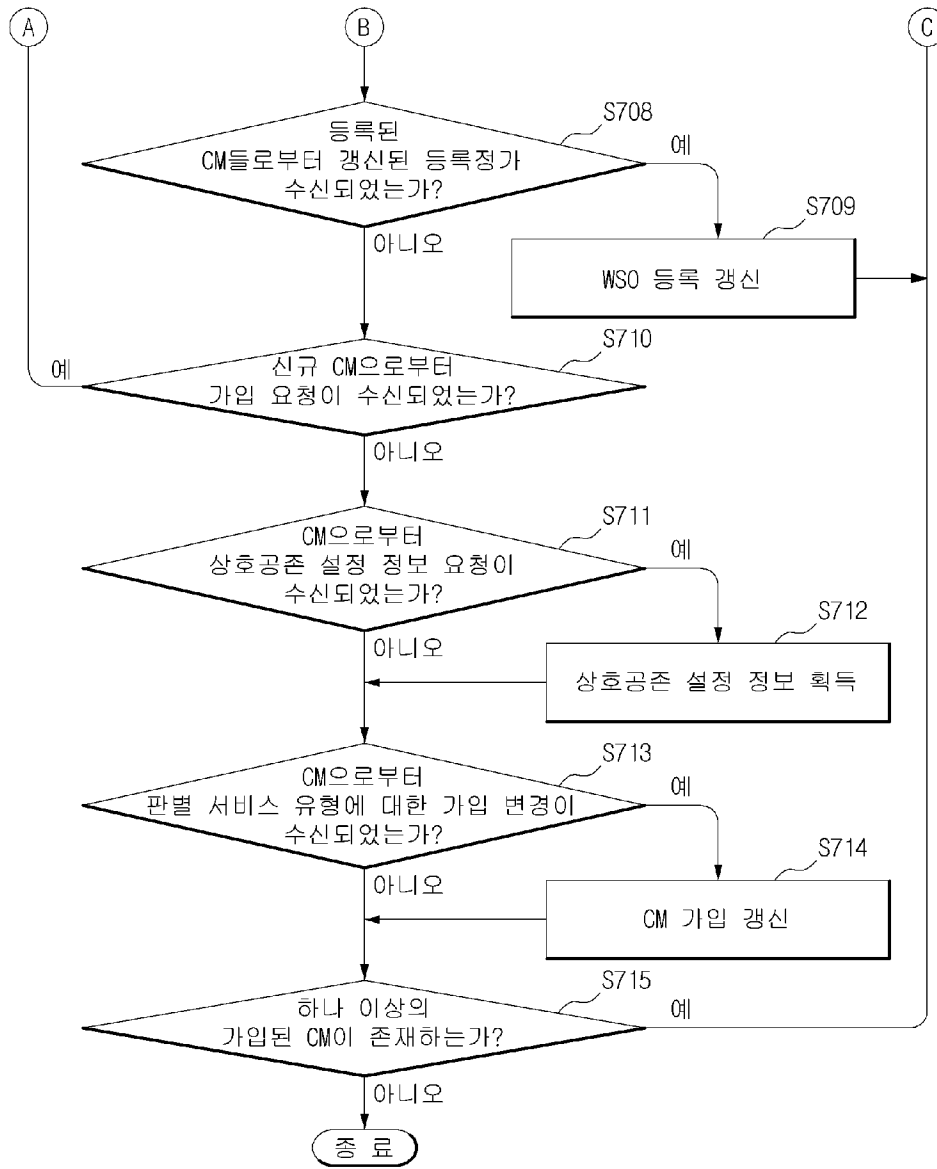 A
B
C
S708
등록된
CM들로부터 갱신된 등록정가
수신되었는가?
예
아니오
S709
WSO 등록 갱신
S710
예
신규 CM으로부터
가입 요청이 수신되었는가?
아니오
S711
CM으로부터
상호공존 설정 정보 요청이
수신되었는가?
예
아니오
S712
상호공존 설정 정보 획득
S713
CM으로부터
판별 서비스 유형에 대한 가입 변경이
수신되었는가?
예
아니오
S714
CM 가입 갱신
S715
하나 이상의
가입된 CM이 존재하는가?
예
아니오
종 료